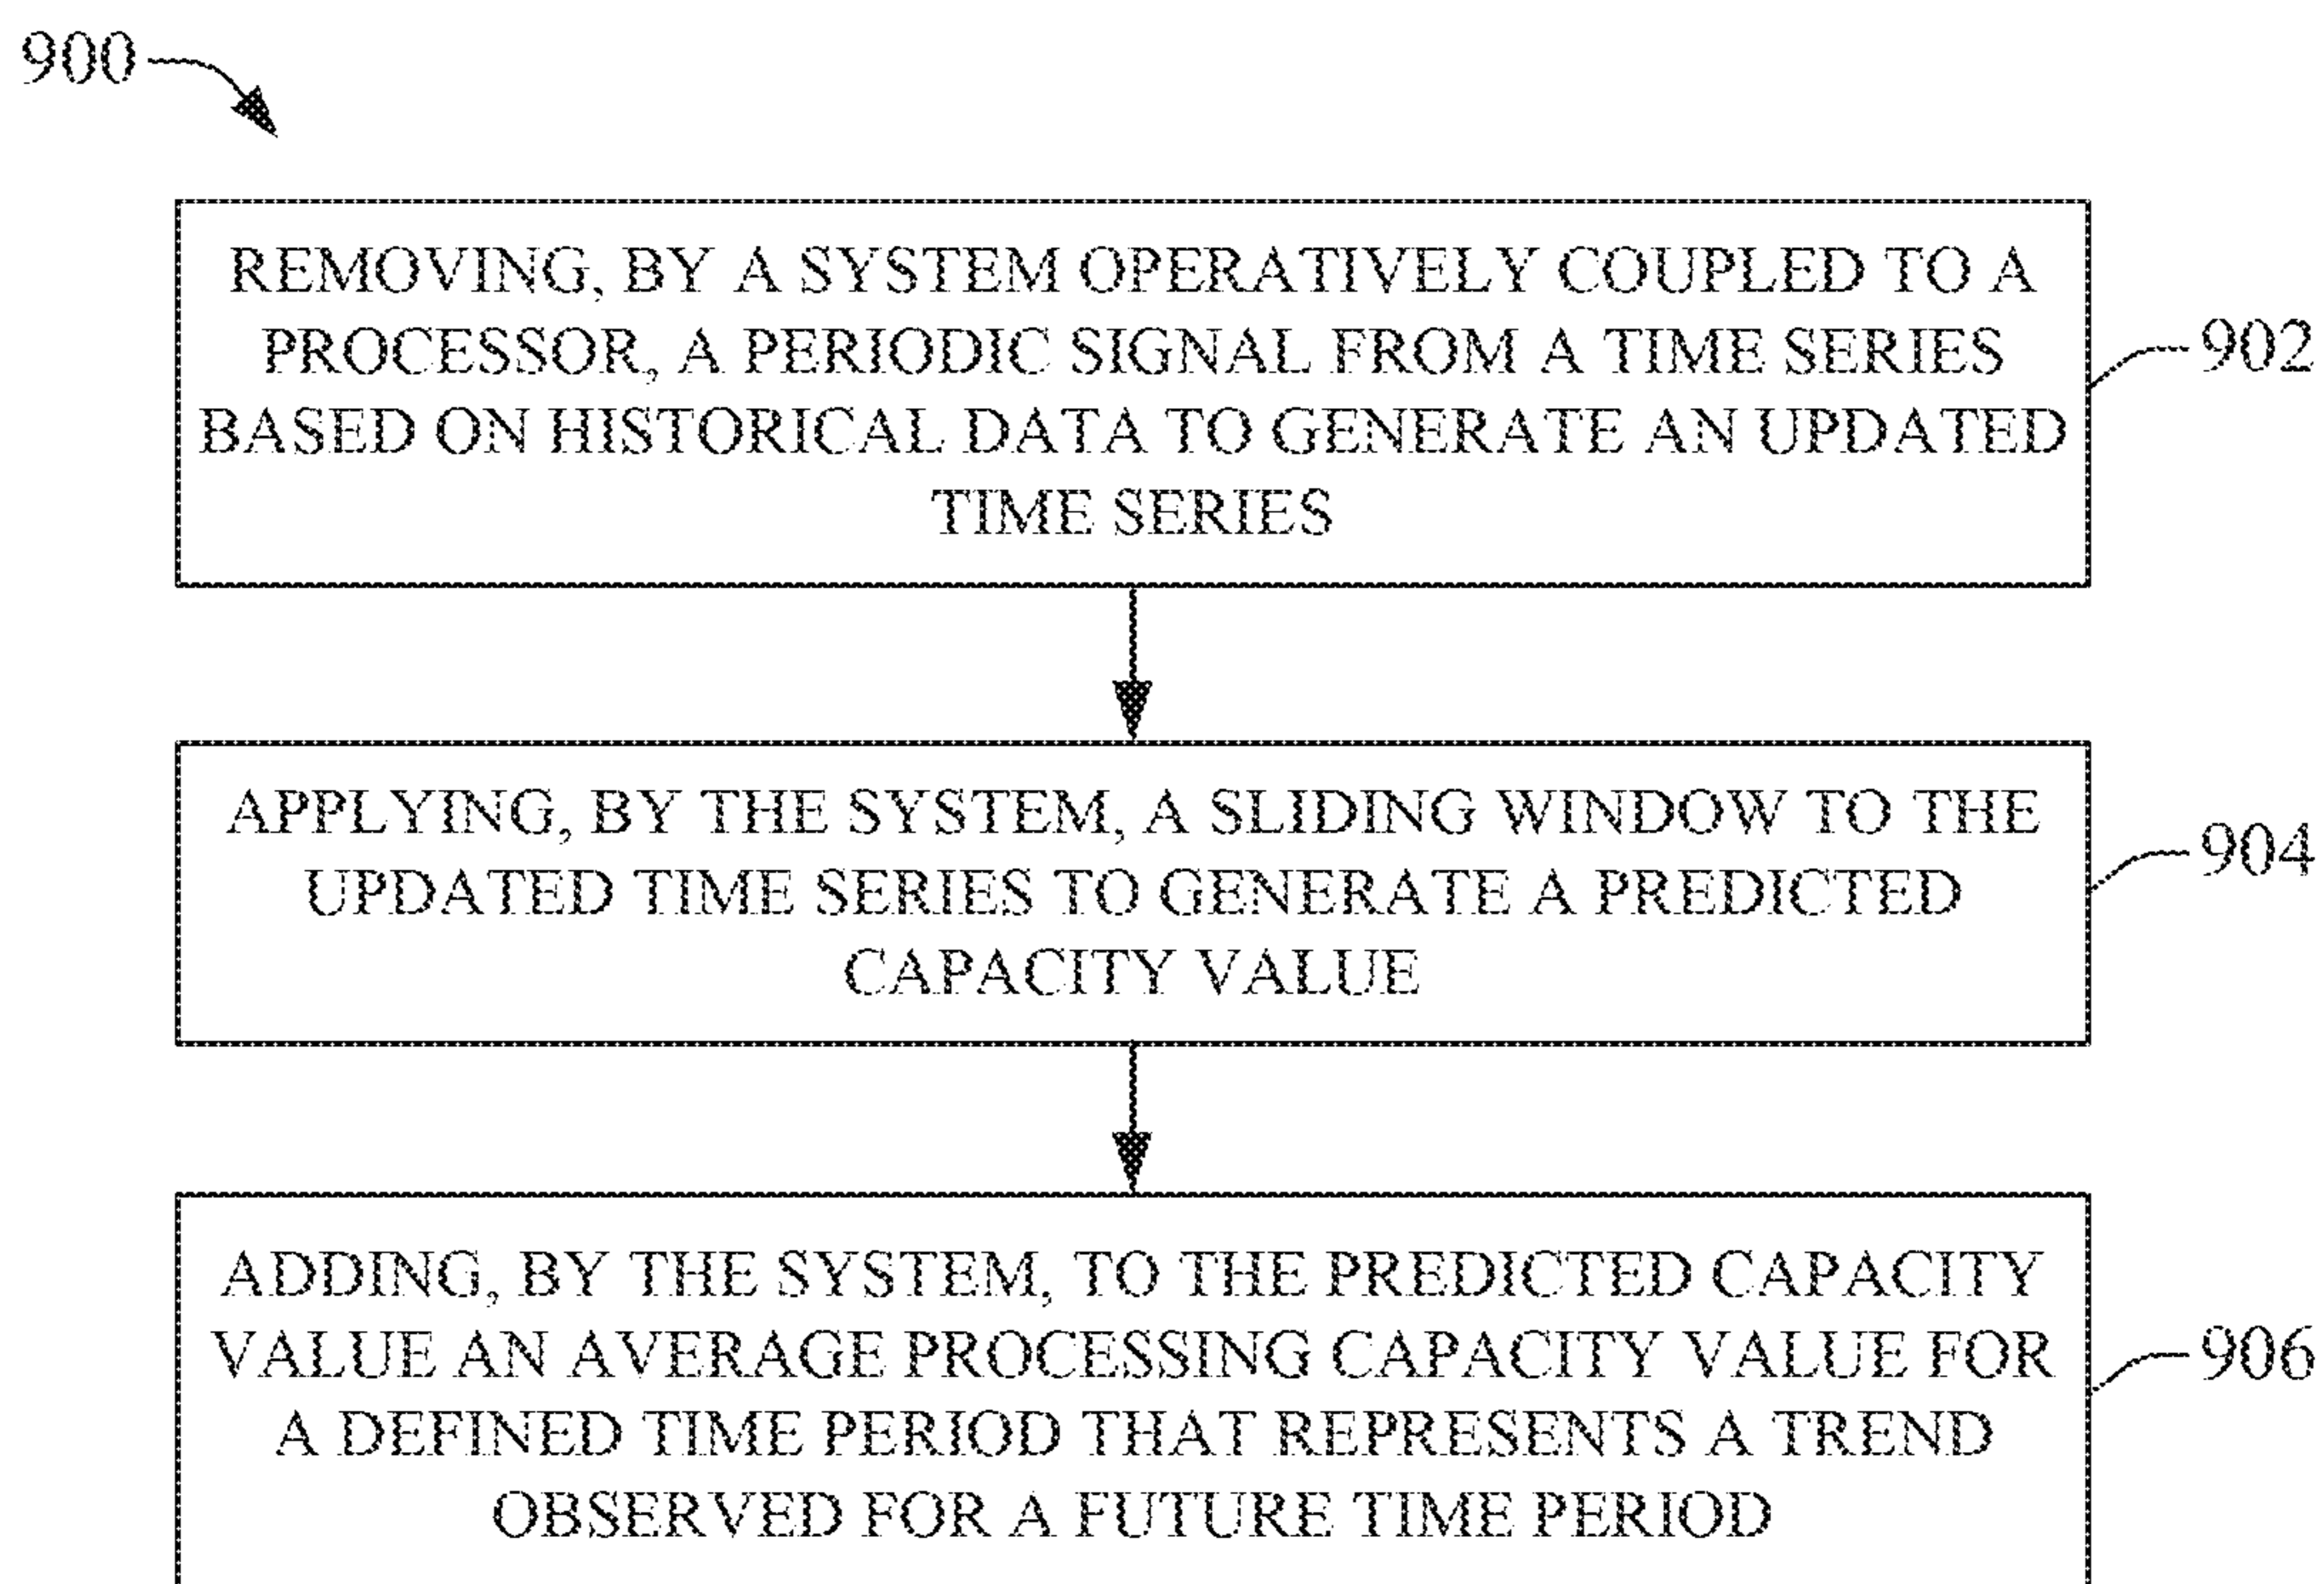 900
REMOVING, BY A SYSTEM OPERATIVELY COUPLED TO A
PROCESSOR, A PERIODIC SIGNAL FROM A TIME SERIES
BASED ON HISTORICAL DATA TO GENERATE AN UPDATED
TIME SERIES
902
APPLYING, BY THE SYSTEM, A SLIDING WINDOW TO THE
UPDATED TIME SERIES TO GENERATE A PREDICTED
CAPACITY VALUE
904
ADDING, BY THE SYSTEM, TO THE PREDICTED CAPACITY
VALUE AN AVERAGE PROCESSING CAPACITY VALUE FOR
A DEFINED TIME PERIOD THAT REPRESENTS A TREND
OBSERVED FOR A FUTURE TIME PERIOD
906